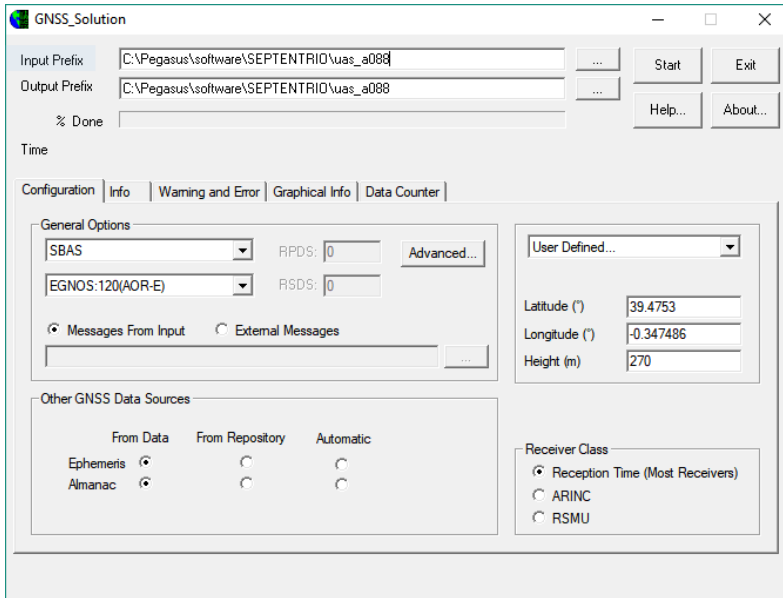 GNSS_Solution
Input Prefix C:\Pegasus\software\SEPTENTRIO\uas_a088 ... Start Exit
Output Prefix C:\Pegasus\software\SEPTENTRIO\uas_a088 ...
% Done Help... About...
Time
Configuration Info Warning and Error Graphical Info Data Counter
General Options
SBAS RPDS: 0 Advanced... User Defined...
EGNOS:120(AOR-E) RSDS: 0
Latitude (°) 39.4753
Messages From Input External Messages Longitude (°) -0.347486
... Height (m) 270
Other GNSS Data Sources
From Data From Repository Automatic
Ephemeris
Almanac
Receiver Class
Reception Time (Most Receivers)
ARINC
RSMU